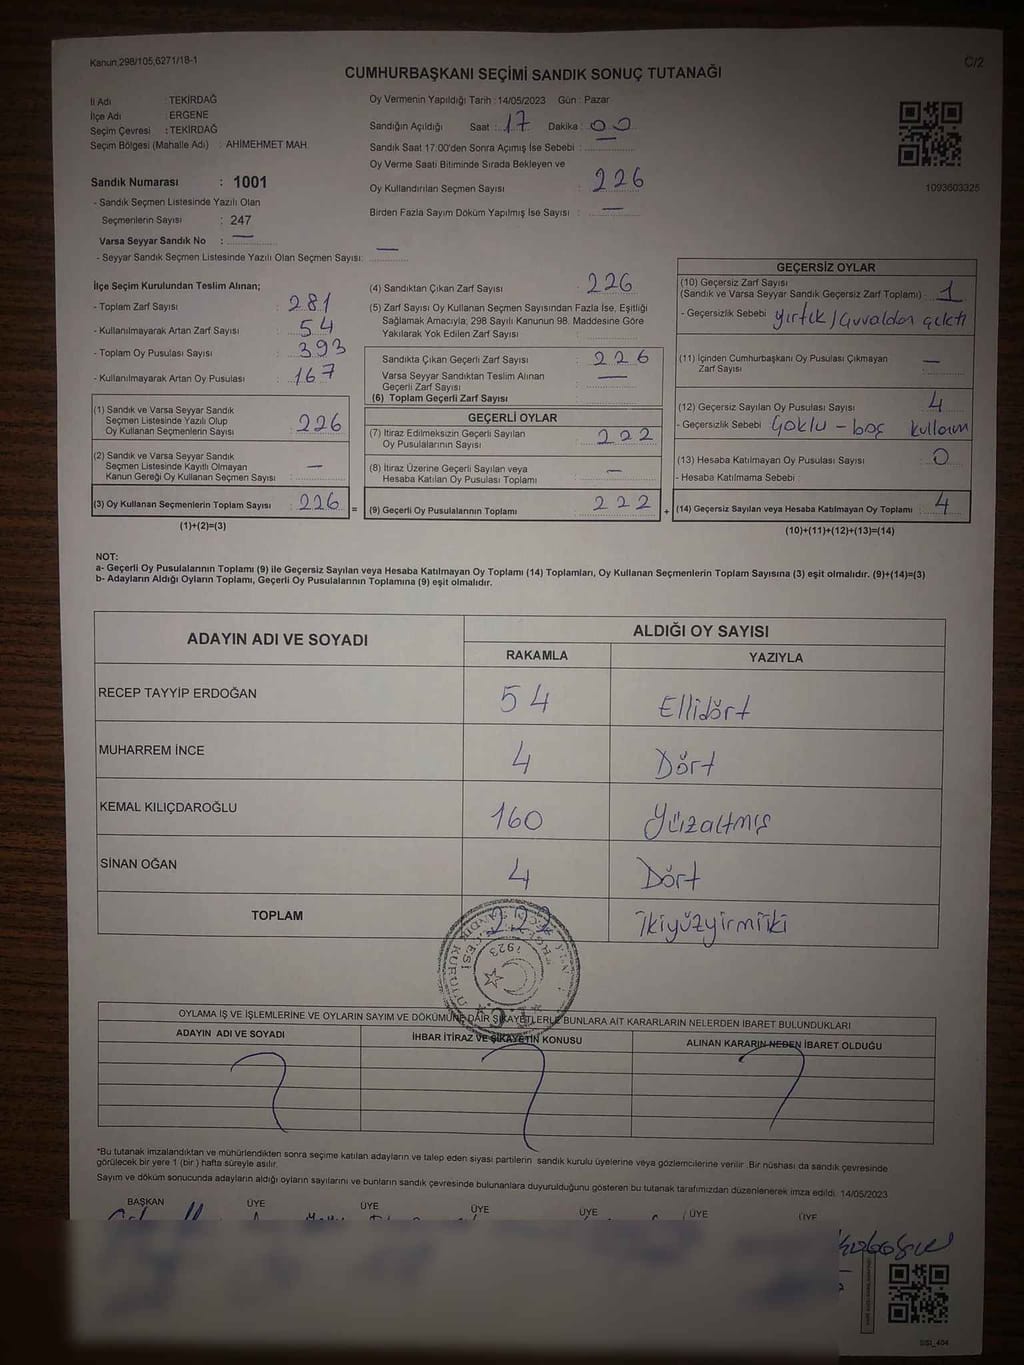 Kanun,298/105,6271/18-1
C/2
CUMHURBAŞKANI SEÇİMİ SANDIK SONUÇ TUTANAĞI
İl Adı : TEKİRDAĞ
İlçe Adı : ERGENE
Seçim Çevresi : TEKİRDAĞ
Seçim Bölgesi (Mahalle Adı) : AHİMEHMET MAH.
Sandık Numarası : 1001
- Sandık Seçmen Listesinde Yazılı Olan
Seçmenlerin Sayısı : 247
Varsa Seyyar Sandık No : —
- Seyyar Sandık Seçmen Listesinde Yazılı Olan Seçmen Sayısı: —
Oy Vermenin Yapıldığı Tarih : 14/05/2023 Gün : Pazar
Sandığın Açıldığı Saat : 17 Dakika : 00
Sandık Saat 17:00'den Sonra Açımış İse Sebebi :
Oy Verme Saati Bitiminde Sırada Bekleyen ve
Oy Kullandırılan Seçmen Sayısı : 226
Birden Fazla Sayım Döküm Yapılmış İse Sayısı : —
1093603325
İlçe Seçim Kurulundan Teslim Alınan;
- Toplam Zarf Sayısı : 281
- Kullanılmayarak Artan Zarf Sayısı : 54
- Toplam Oy Pusulası Sayısı : 393
- Kullanılmayarak Artan Oy Pusulası : 167
(1) Sandık ve Varsa Seyyar Sandık
Seçmen Listesinde Yazılı Olup
Oy Kullanan Seçmenlerin Sayısı : 226
(2) Sandık ve Varsa Seyyar Sandık
Seçmen Listesinde Kayıtlı Olmayan
Kanun Gereği Oy Kullanan Seçmen Sayısı : —
(3) Oy Kullanan Seçmenlerin Toplam Sayısı : 226
(1)+(2)=(3)
(4) Sandıktan Çıkan Zarf Sayısı : 226
(5) Zarf Sayısı Oy Kullanan Seçmen Sayısından Fazla İse, Eşitliği
Sağlamak Amacıyla, 298 Sayılı Kanunun 98. Maddesine Göre
Yakılarak Yok Edilen Zarf Sayısı :
Sandıkta Çıkan Geçerli Zarf Sayısı : 226
Varsa Seyyar Sandıktan Teslim Alınan
Geçerli Zarf Sayısı : —
(6) Toplam Geçerli Zarf Sayısı :
GEÇERLİ OYLAR
(7) İtiraz Edilmeksizin Geçerli Sayılan
Oy Pusulalarının Sayısı : 222
(8) İtiraz Üzerine Geçerli Sayılan veya
Hesaba Katılan Oy Pusulası Toplamı : —
= (9) Geçerli Oy Pusulalarının Toplamı : 222
GEÇERSİZ OYLAR
(10) Geçersiz Zarf Sayısı
(Sandık ve Varsa Seyyar Sandık Geçersiz Zarf Toplamı) : 1
- Geçersizlik Sebebi : yırtık / Çuvaldan çıktı
(11) İçinden Cumhurbaşkanı Oy Pusulası Çıkmayan
Zarf Sayısı : —
(12) Geçersiz Sayılan Oy Pusulası Sayısı : 4
- Geçersizlik Sebebi : Çoklu - boş kullanım
(13) Hesaba Katılmayan Oy Pusulası Sayısı : 0
- Hesaba Katılmama Sebebi :
+ (14) Geçersiz Sayılan veya Hesaba Katılmayan Oy Toplamı : 4
(10)+(11)+(12)+(13)=(14)
NOT:
a- Geçerli Oy Pusulalarının Toplamı (9) ile Geçersiz Sayılan veya Hesaba Katılmayan Oy Toplamı (14) Toplamları, Oy Kullanan Seçmenlerin Toplam Sayısına (3) eşit olmalıdır. (9)+(14)=(3)
b- Adayların Aldığı Oyların Toplamı, Geçerli Oy Pusulalarının Toplamına (9) eşit olmalıdır.
ADAYIN ADI VE SOYADI
ALDIĞI OY SAYISI
RAKAMLA YAZIYLA
RECEP TAYYİP ERDOĞAN 54 Ellidört
MUHARREM İNCE 4 Dört
KEMAL KILIÇDAROĞLU 160 Yüzaltmış
SİNAN OĞAN 4 Dört
TOPLAM 222 İkiyüzyirmiiki
T.C.
1923
OYLAMA İŞ VE İŞLEMLERİNE VE OYLARIN SAYIM VE DÖKÜMÜNE DAİR ŞİKAYETLERLE BUNLARA AİT KARARLARIN NELERDEN İBARET BULUNDUKLARI
ADAYIN ADI VE SOYADI
İHBAR İTİRAZ VE ŞİKAYETİN KONUSU
ALINAN KARARIN NEDEN İBARET OLDUĞU
*Bu tutanak imzalandıktan ve mühürlendikten sonra seçime katılan adayların ve talep eden siyasi partilerin sandık kurulu üyelerine veya gözlemcilerine verilir. Bir nüshası da sandık çevresinde
görülecek bir yere 1 (bir) hafta süreyle asılır.
Sayım ve döküm sonucunda adayların aldığı oyların sayılarını ve bunların sandık çevresinde bulunanlara duyurulduğunu gösteren bu tutanak tarafımızdan düzenlenerek imza edildi. 14/05/2023
BAŞKAN ÜYE ÜYE ÜYE ÜYE ÜYE ÜYE